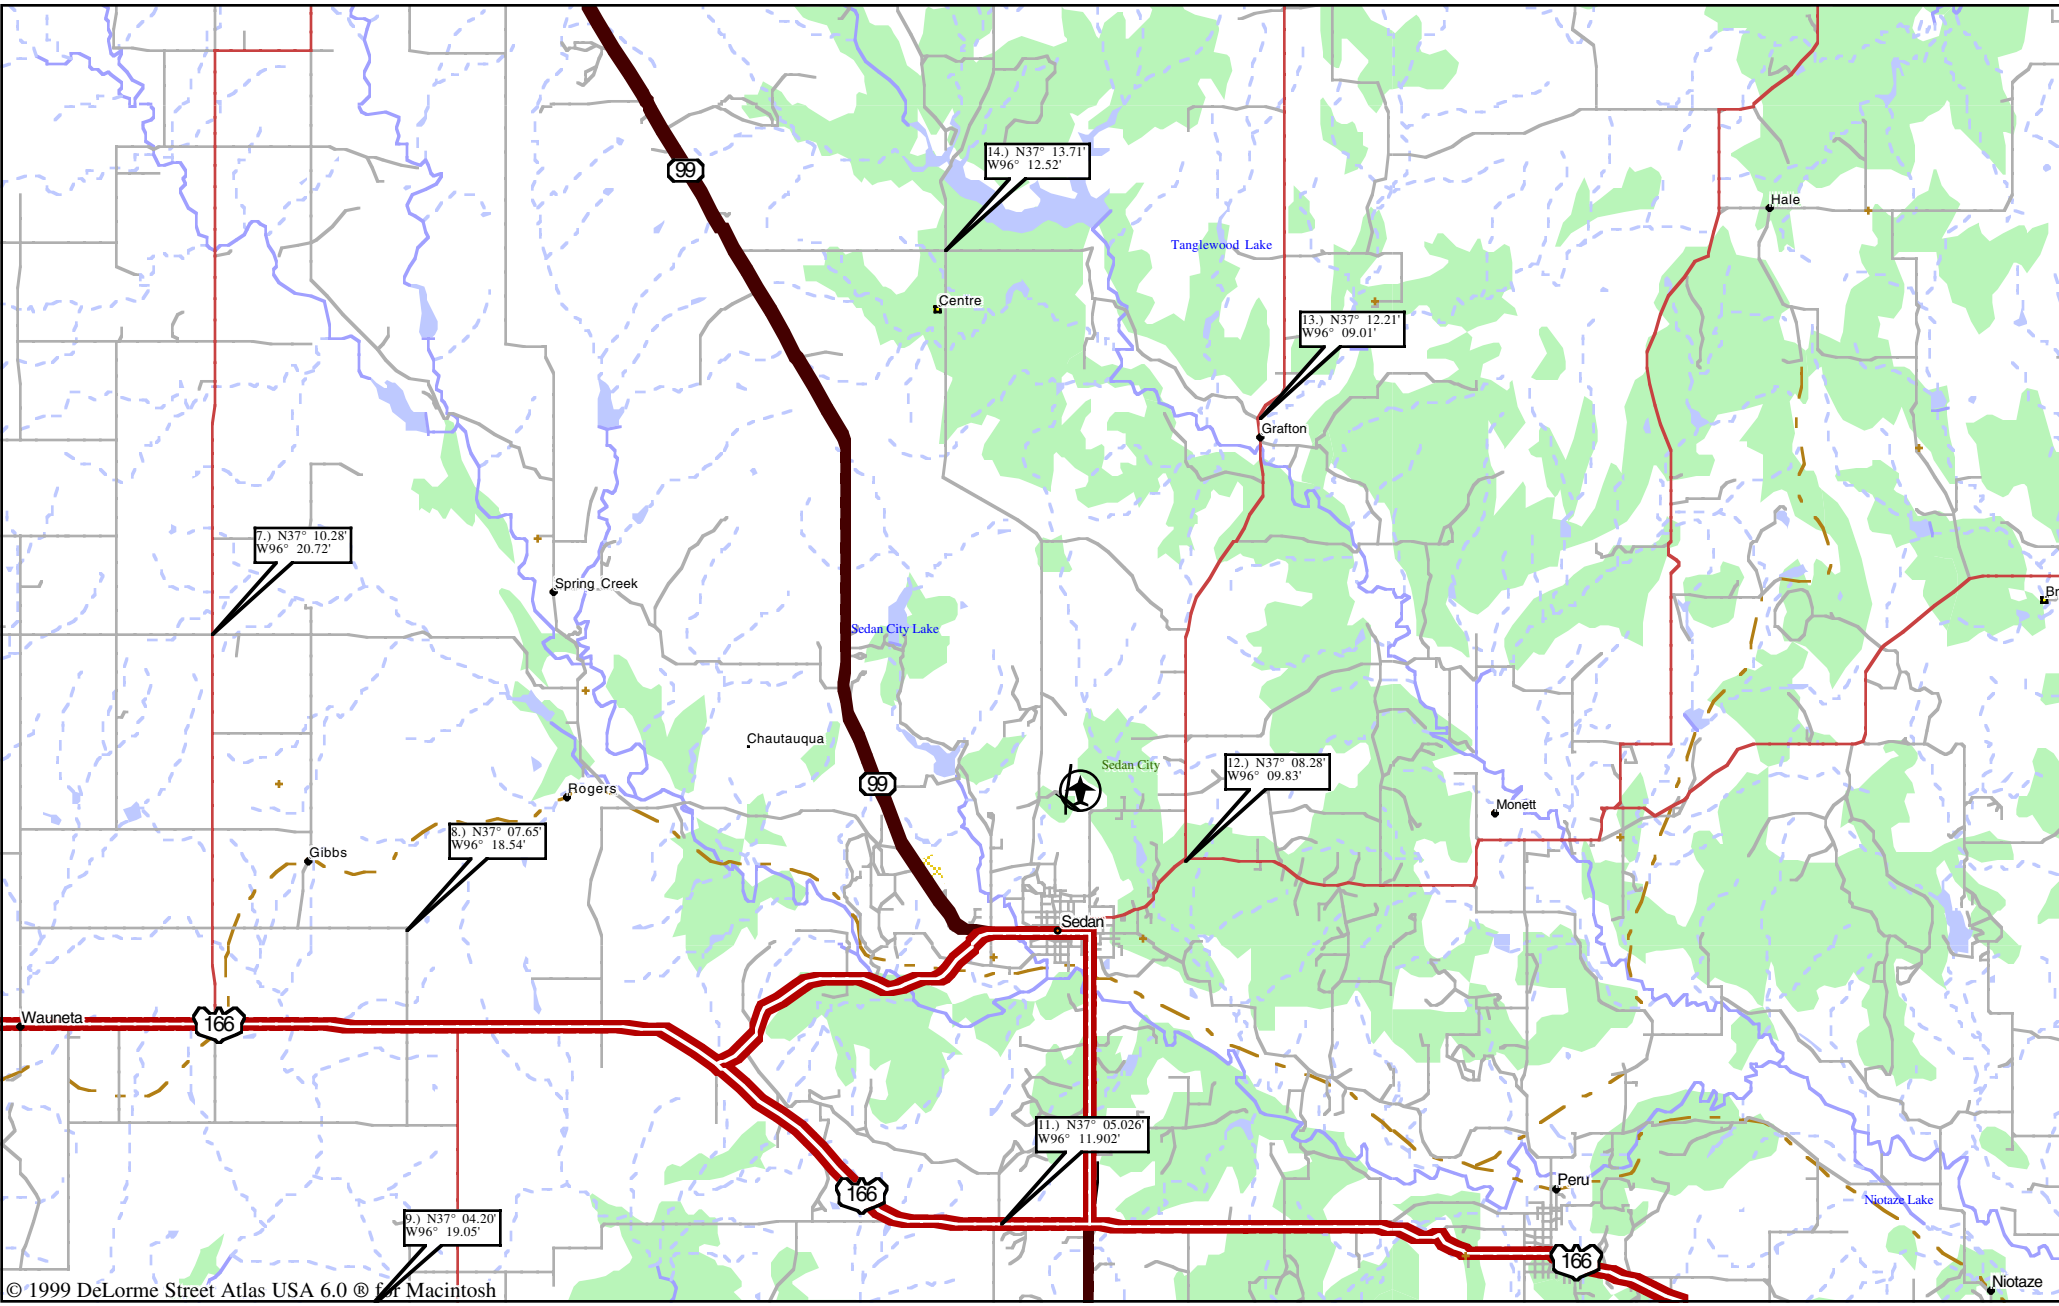 99
14.) N37° 13.71'
W96° 12.52'
Hale
Tanglewood Lake
Centre
13.) N37° 12.21'
W96° 09.01'
Grafton
7.) N37° 10.28'
W96° 20.72'
Spring Creek
Br
Sedan City Lake
Chautauqua
Sedan City
12.) N37° 08.28'
W96° 09.83'
99
Rogers
Monett
8.) N37° 07.65'
W96° 18.54'
Gibbs
Sedan
Wauneta
166
11.) N37° 05.026'
W96° 11.902'
Peru
166
Niotaze Lake
9.) N37° 04.20'
W96° 19.05'
166
Niotaze
© 1999 DeLorme Street Atlas USA 6.0 ® for Macintosh